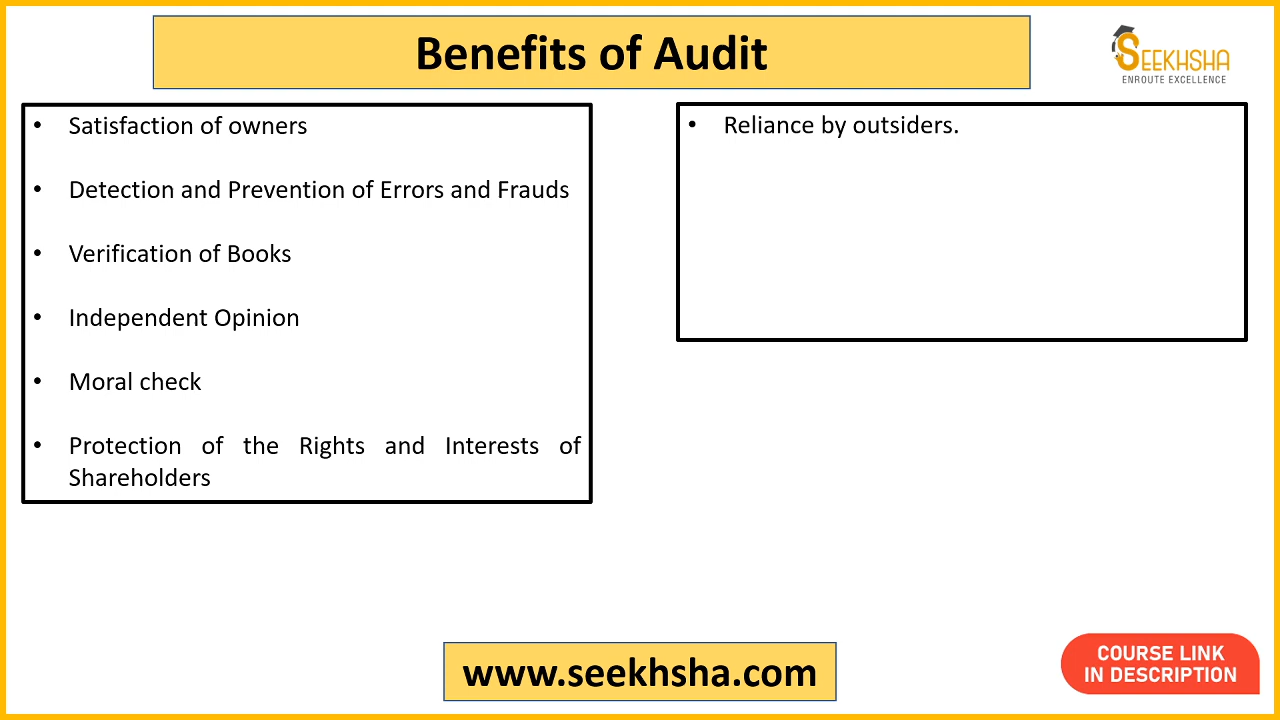 Benefits of Audit
SEEKHSHA
ENROUTE EXCELLENCE
• Satisfaction of owners
• Detection and Prevention of Errors and Frauds
• Verification of Books
• Independent Opinion
• Moral check
• Protection of the Rights and Interests of
Shareholders
• Reliance by outsiders.
www.seekhsha.com
COURSE LINK
IN DESCRIPTION